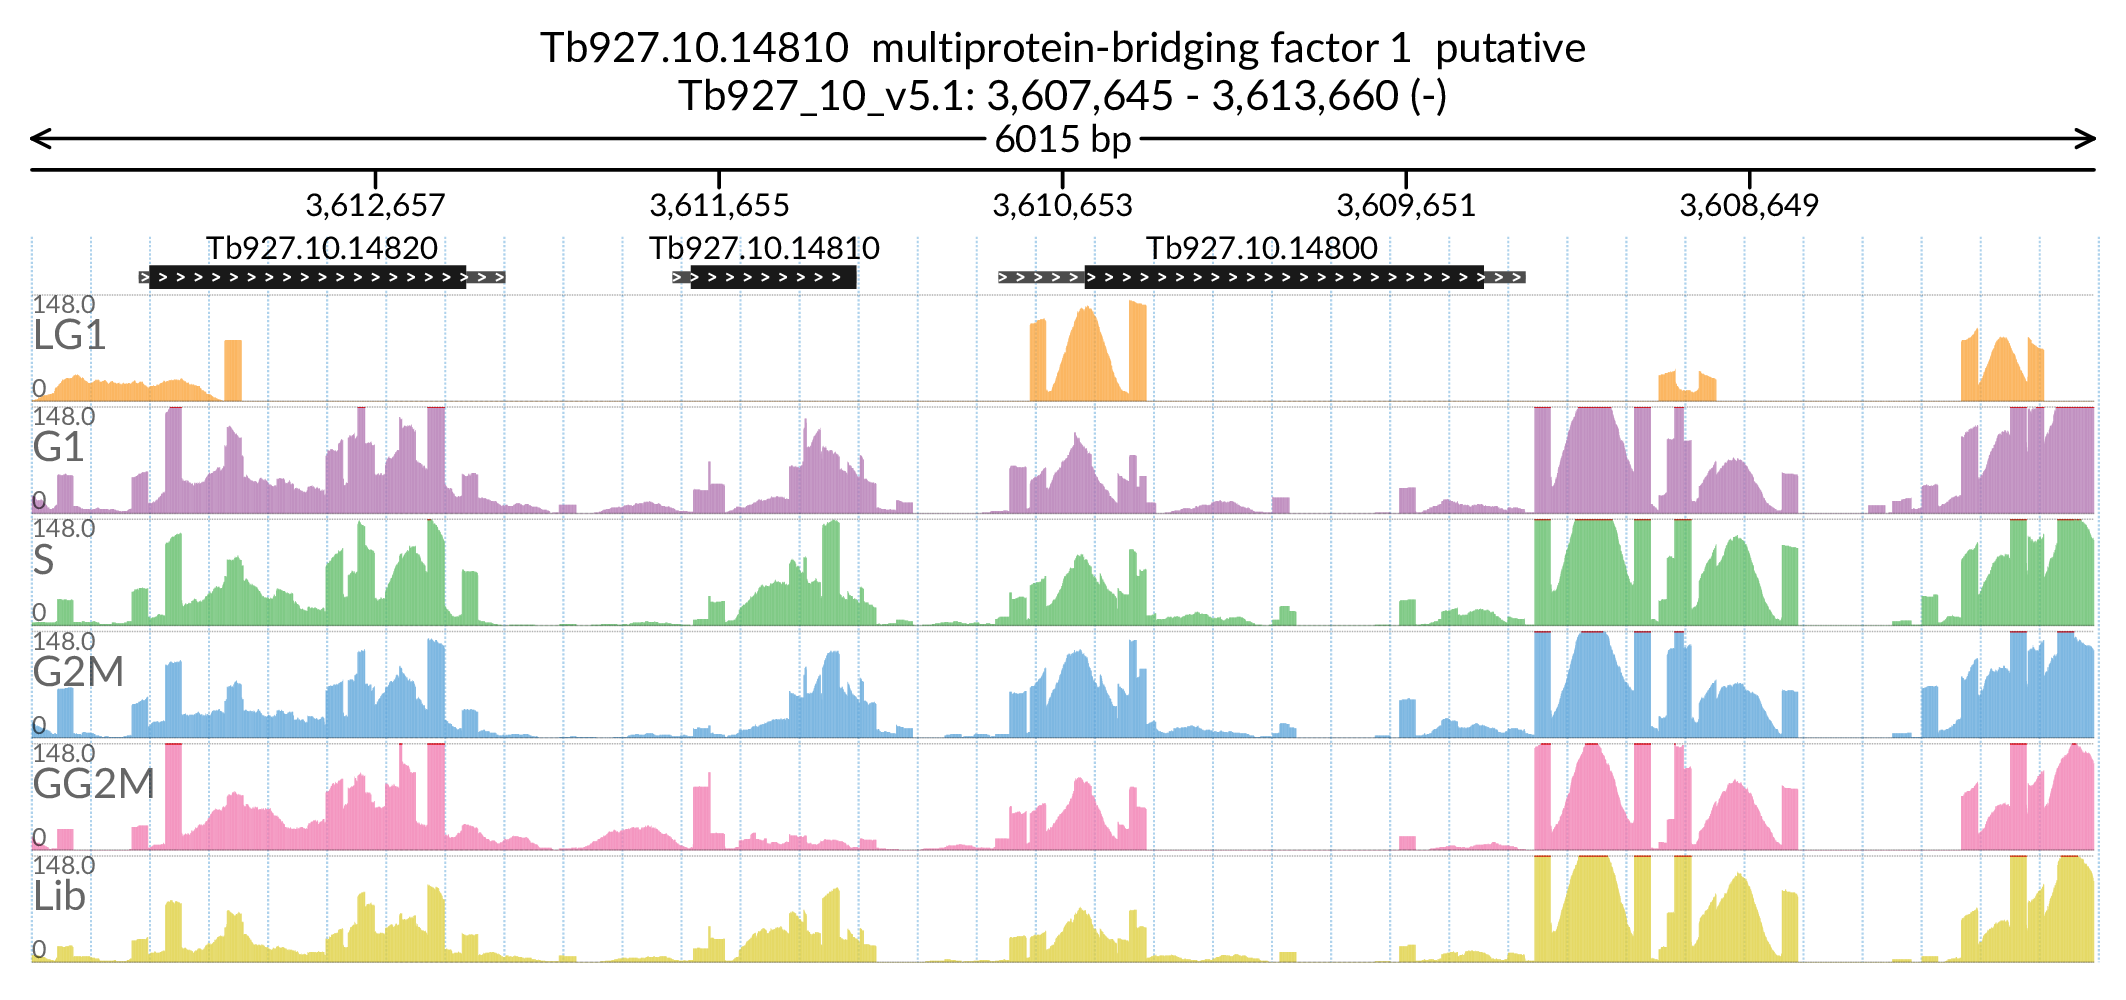 Tb927.10.14810  multiprotein-bridging factor 1  putative
Tb927_10_v5.1: 3,607,645 - 3,613,660 (-)
6015 bp
3,612,657 3,611,655 3,610,653 3,609,651 3,608,649
Tb927.10.14820 Tb927.10.14810 Tb927.10.14800
148.0
LG1
0
148.0
G1
0
148.0
S
0
148.0
G2M
0
148.0
GG2M
0
148.0
Lib
0